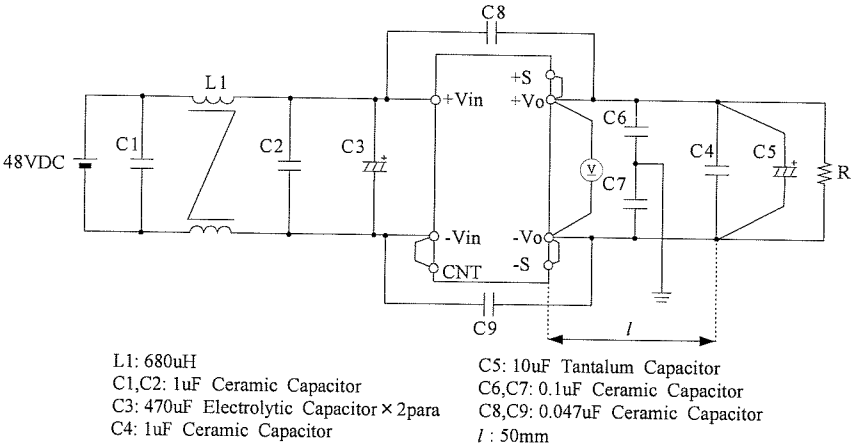 C8
L1
+S
+Vin
+Vo
C6
48VDC
C1
C2
C3
+
V
C7
C4
C5
+
R
-Vin
-Vo
CNT
-S
C9
l
L1: 680uH
C1,C2: 1uF Ceramic Capacitor
C3: 470uF Electrolytic Capacitor × 2para
C4: 1uF Ceramic Capacitor
C5: 10uF Tantalum Capacitor
C6,C7: 0.1uF Ceramic Capacitor
C8,C9: 0.047uF Ceramic Capacitor
l : 50mm